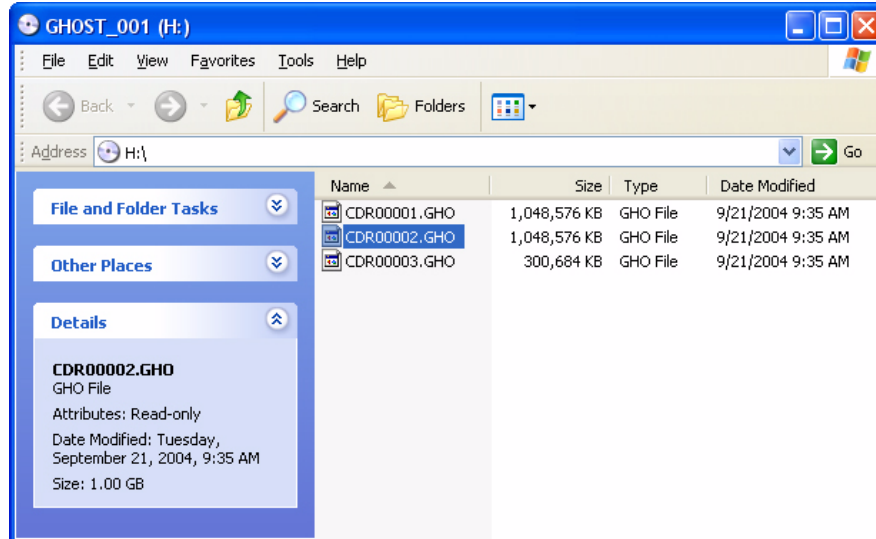 GHOST_001 (H:)
File Edit View Favorites Tools Help
Back Search Folders
Address H:\ Go
File and Folder Tasks
Other Places
Details
CDR00002.GHO
GHO File
Attributes: Read-only
Date Modified: Tuesday,
September 21, 2004, 9:35 AM
Size: 1.00 GB
Name Size Type Date Modified
CDR00001.GHO 1,048,576 KB GHO File 9/21/2004 9:35 AM
CDR00002.GHO 1,048,576 KB GHO File 9/21/2004 9:35 AM
CDR00003.GHO 300,684 KB GHO File 9/21/2004 9:35 AM